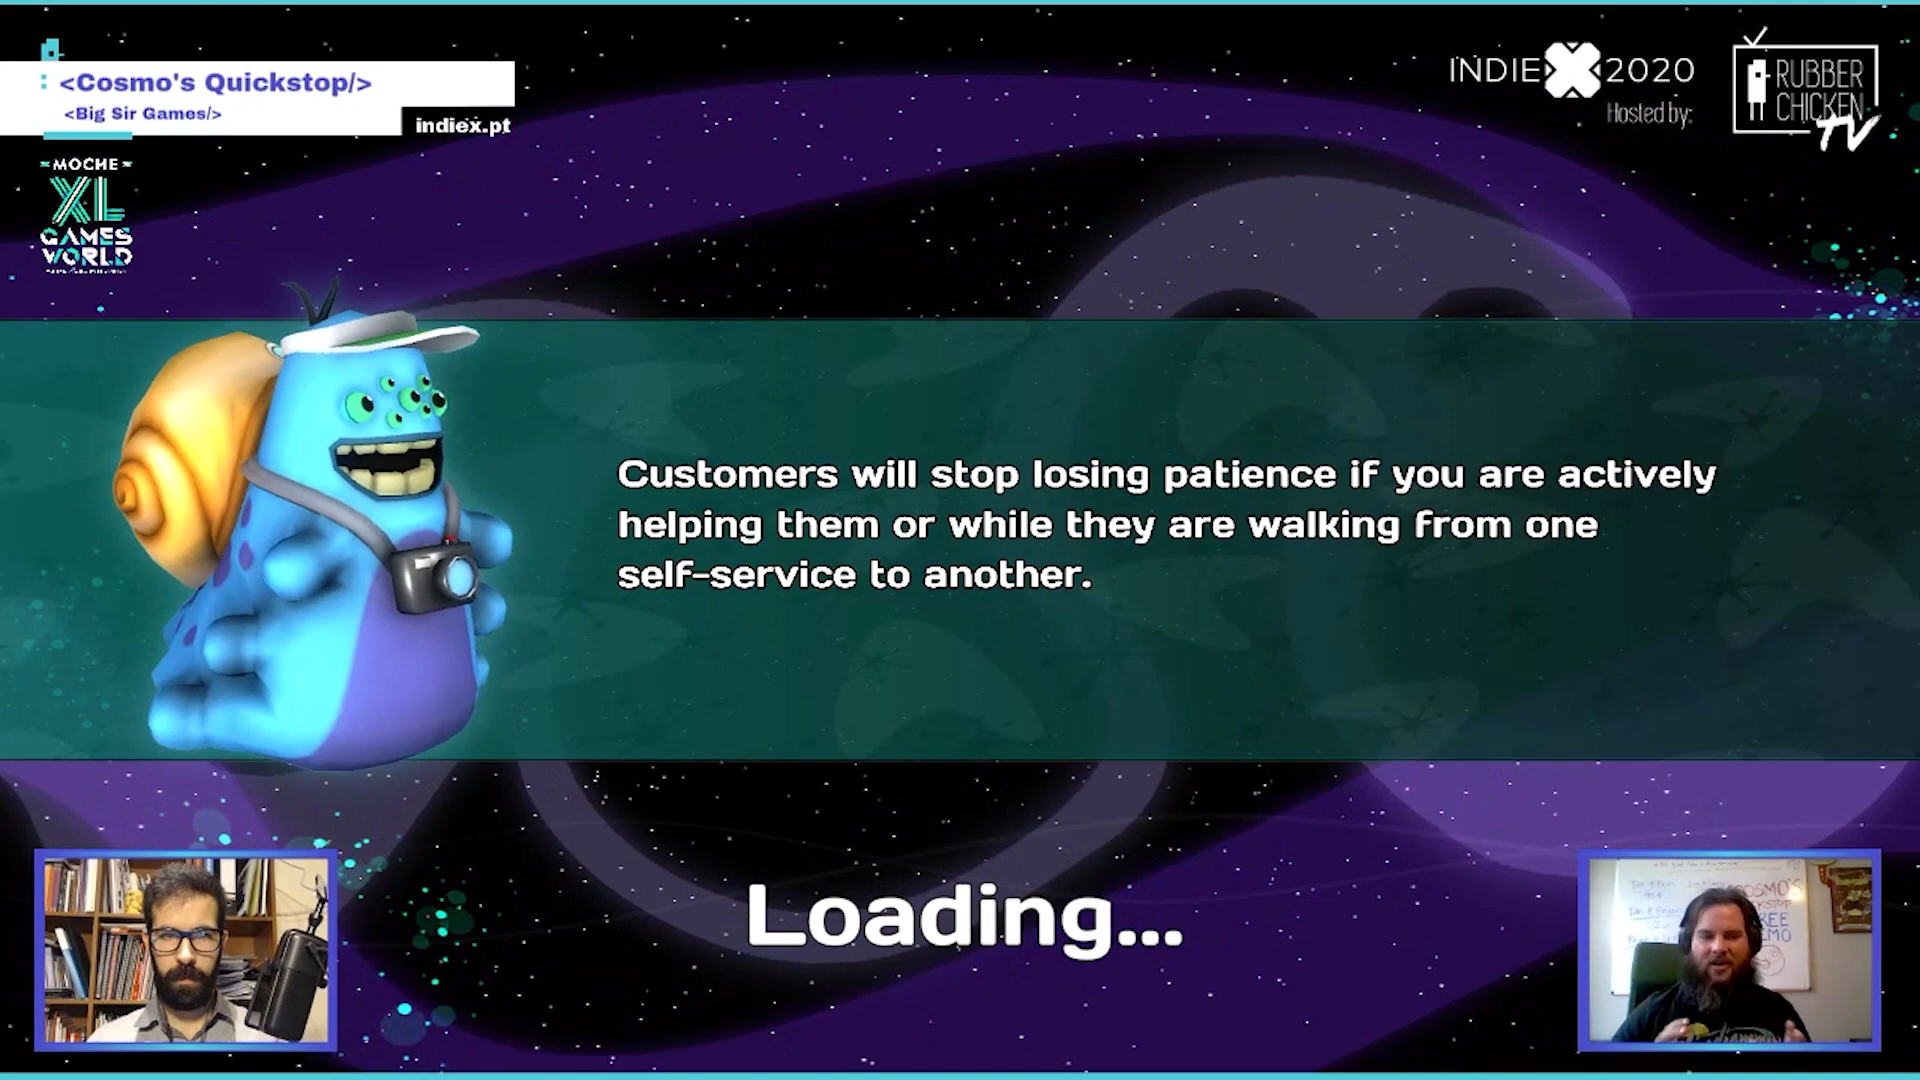 <Cosmo's Quickstop/>
<Big Sir Games/>
indiex.pt
INDIE X 2020
Hosted by:
RUBBER
CHICKEN
TV
MOCHE
XL
GAMES
WORLD
Customers will stop losing patience if you are actively
helping them or while they are walking from one
self-service to another.
Loading...
COSMO'S